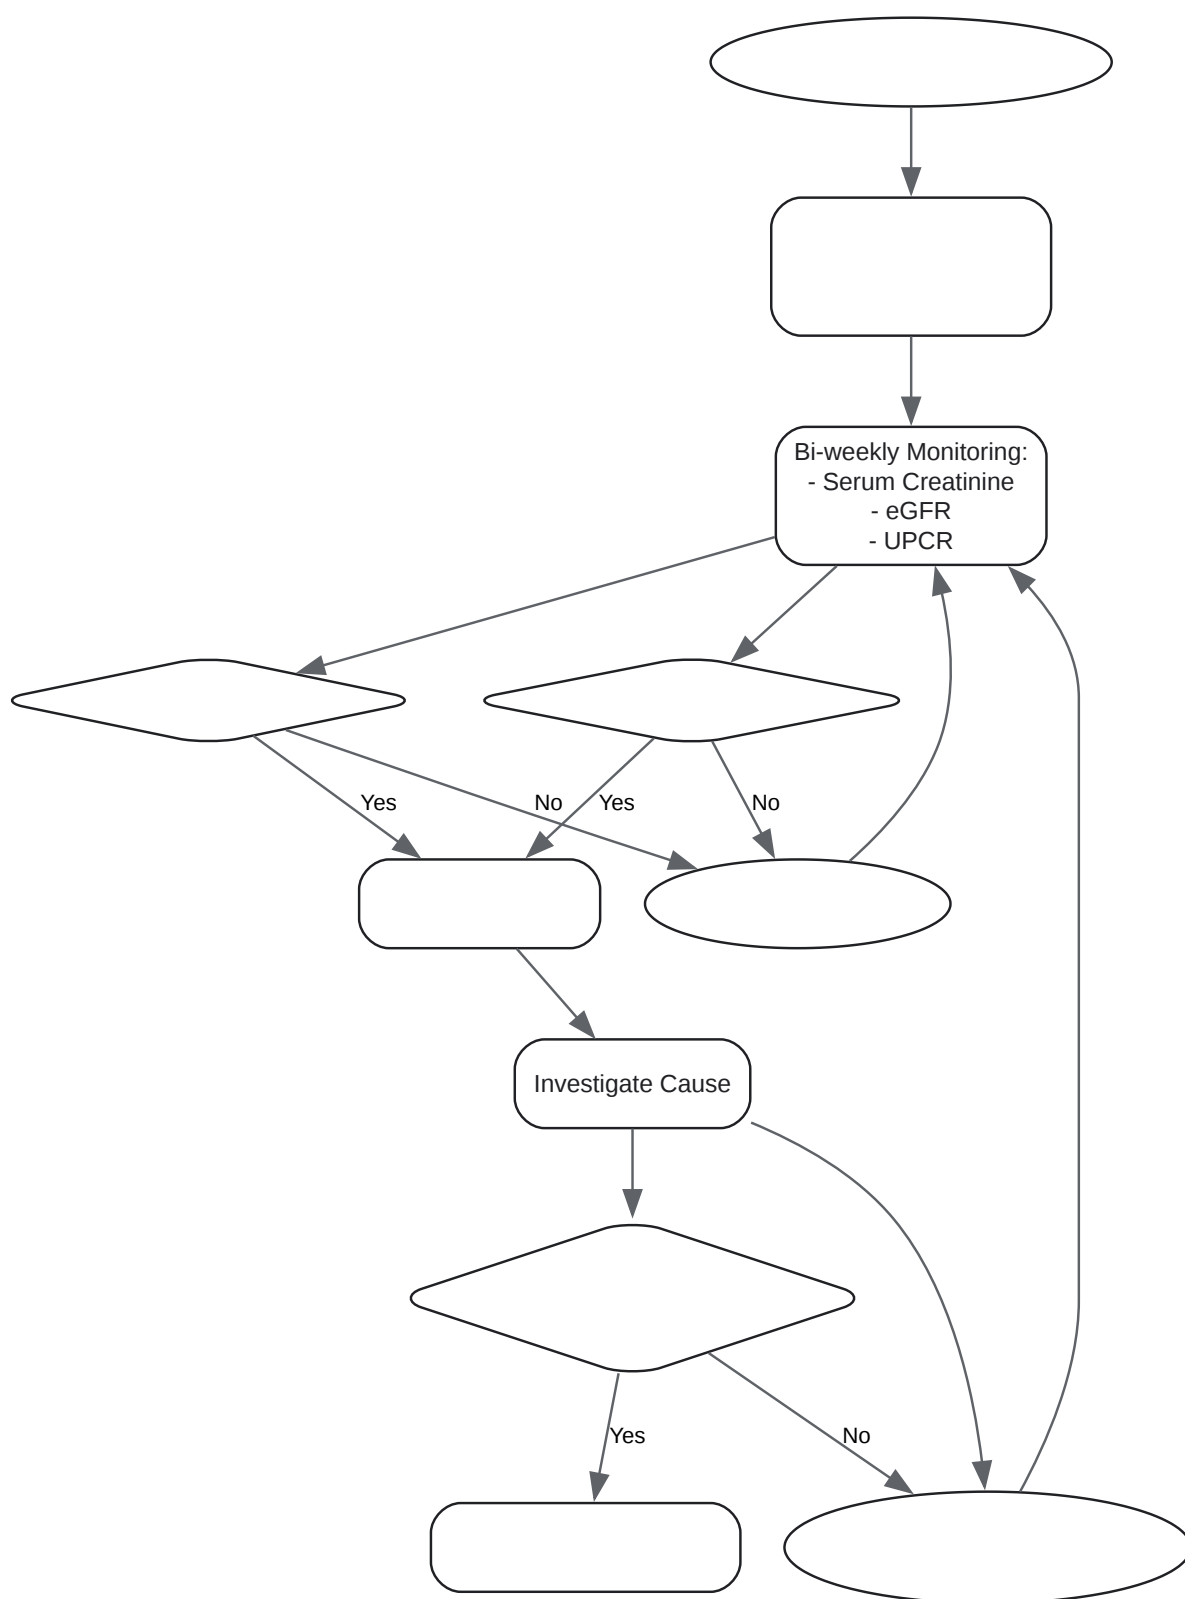 Bi-weekly Monitoring:
- Serum Creatinine
- eGFR
- UPCR
Yes
No
Yes
No
Investigate Cause
Yes
No